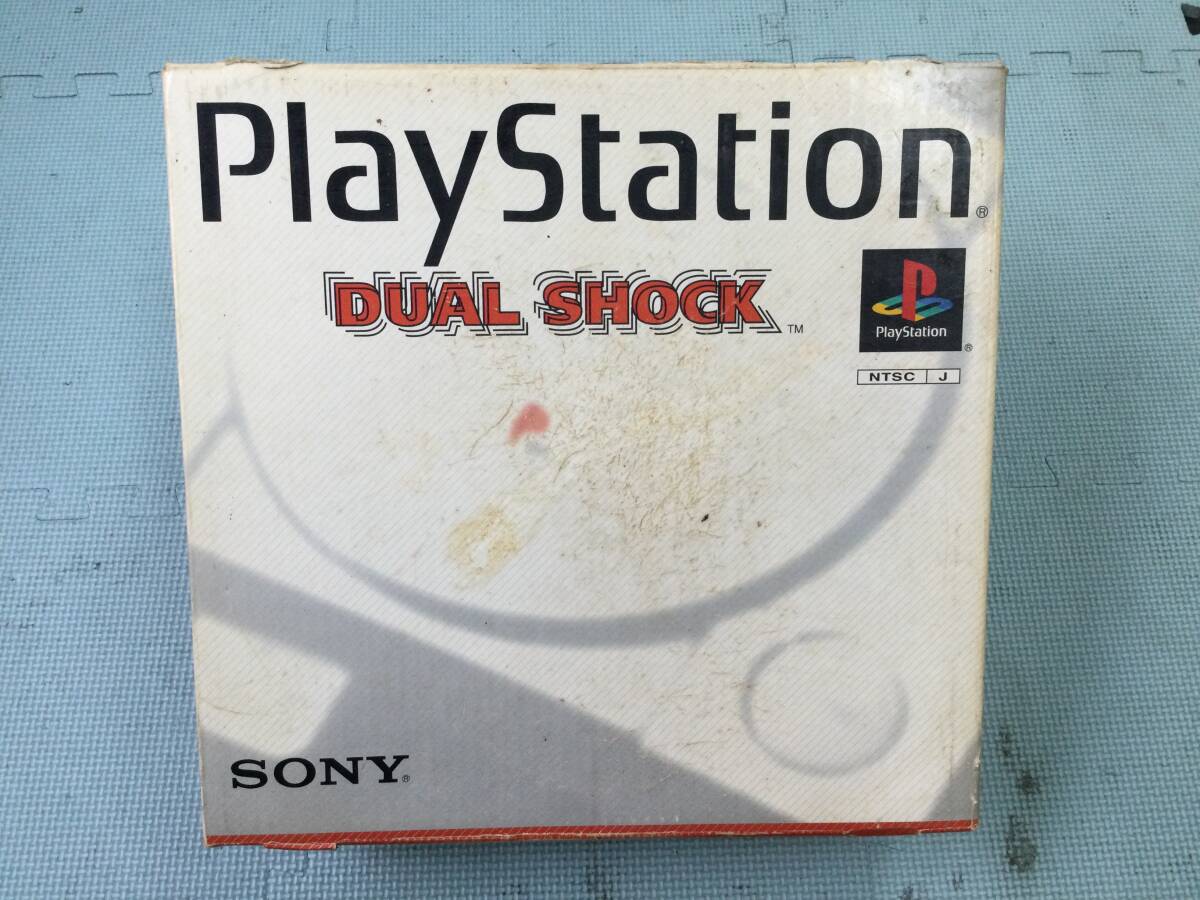 PlayStation®
DUAL SHOCK™
PlayStation®
NTSC J
SONY®